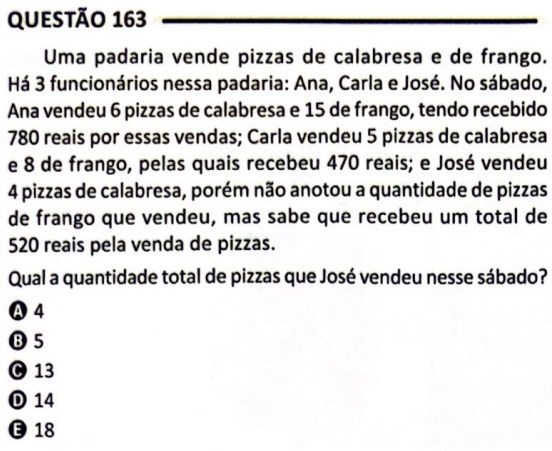 QUESTÃO 163
Uma padaria vende pizzas de calabresa e de frango.
Há 3 funcionários nessa padaria: Ana, Carla e José. No sábado,
Ana vendeu 6 pizzas de calabresa e 15 de frango, tendo recebido
780 reais por essas vendas; Carla vendeu 5 pizzas de calabresa
e 8 de frango, pelas quais recebeu 470 reais; e José vendeu
4 pizzas de calabresa, porém não anotou a quantidade de pizzas
de frango que vendeu, mas sabe que recebeu um total de
520 reais pela venda de pizzas.
Qual a quantidade total de pizzas que José vendeu nesse sábado?
A 4
B 5
C 13
D 14
E 18